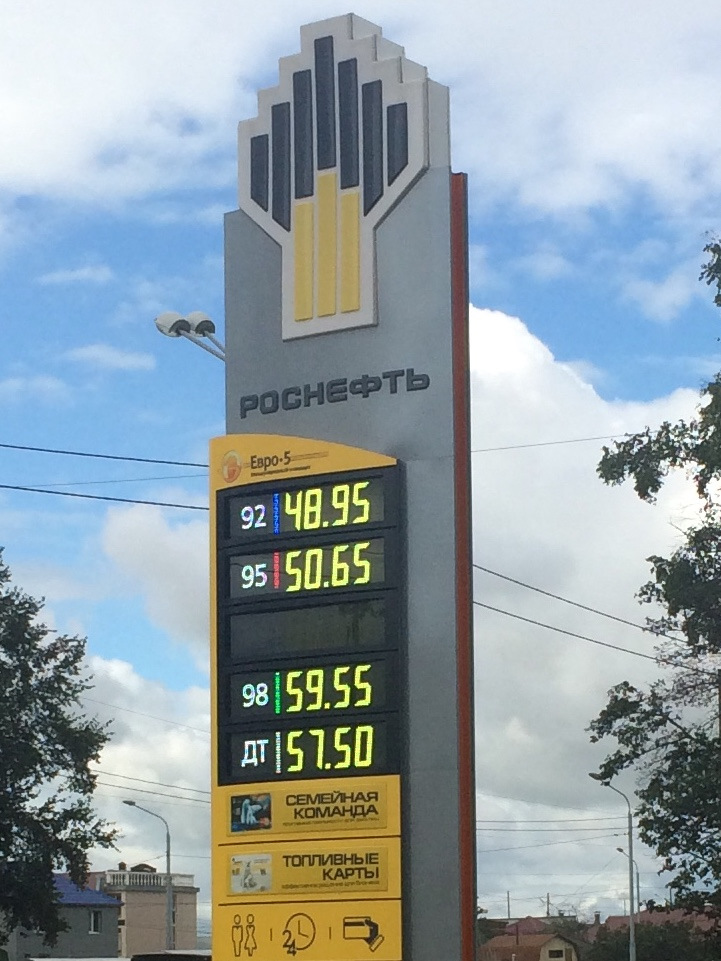 РОСНЕФТЬ
Евро-5
92 48.95
95 50.65
98 59.55
ДТ 57.50
СЕМЕЙНАЯ
КОМАНДА
ТОПЛИВНЫЕ
КАРТЫ
24